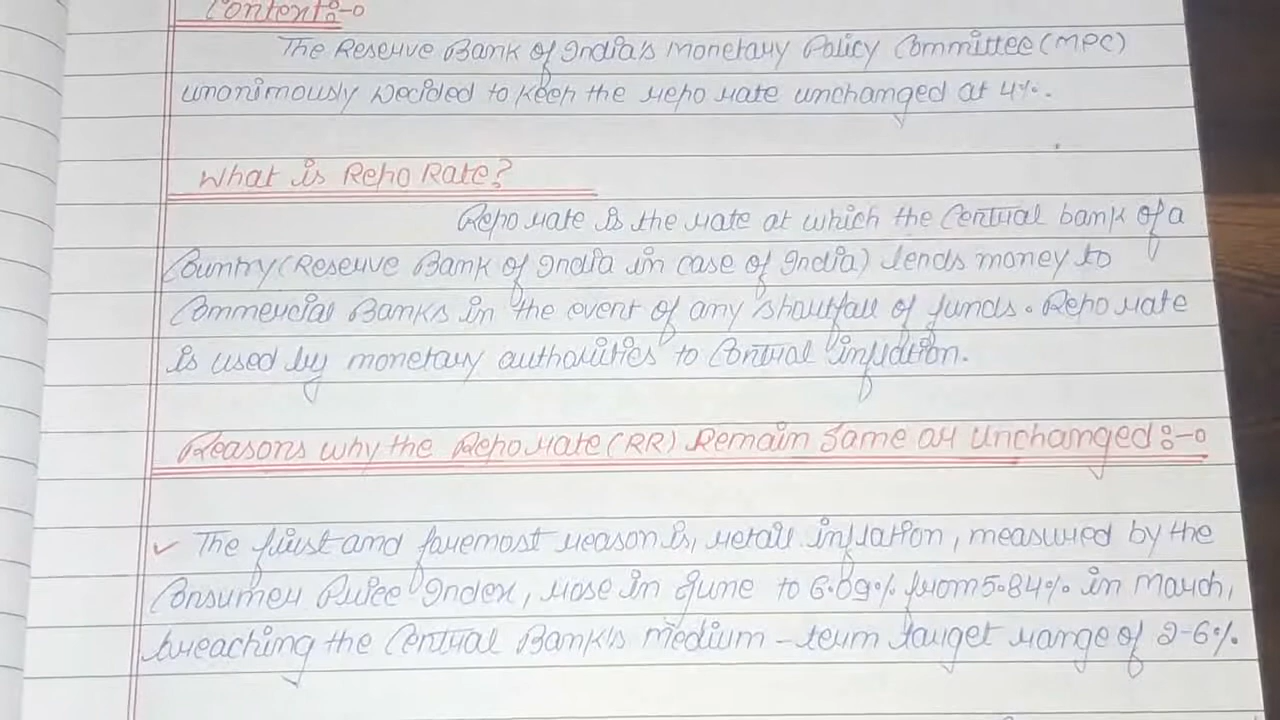 Content:-
The Reserve Bank of India's Monetary Policy Committee (MPC)
unanimously decided to keep the repo rate unchanged at 4%.
What is Repo Rate?
Repo rate is the rate at which the Central bank of a
Country (Reserve Bank of India in case of India) lends money to
Commercial Banks in the event of any shortfall of funds. Repo rate
is used by monetary authorities to Control inflation.
Reasons why the Repo rate (RR) Remain Same or Unchanged:-
✓ The first and foremost reason is, retail inflation, measured by the
Consumer Price Index, rose in June to 6.09% from 5.84% in March,
breaching the Central Bank's medium-term target range of 2-6%.